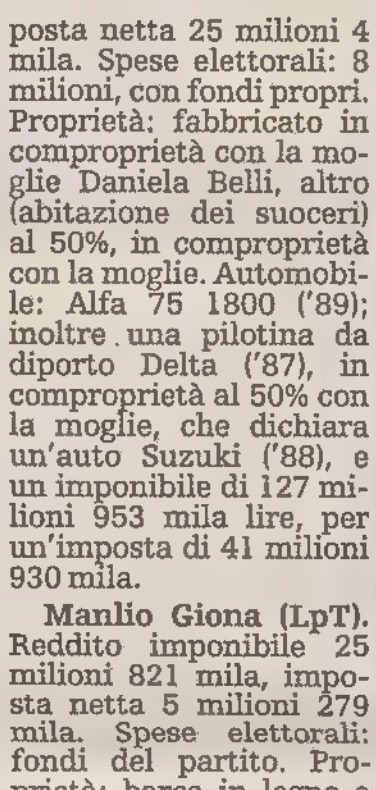 posta netta 25 milioni 4
mila. Spese elettorali: 8
milioni, con fondi propri.
Proprietà: fabbricato in
comproprietà con la mo-
glie Daniela Belli, altro
(abitazione dei suoceri)
al 50%, in comproprietà
con la moglie. Automobi-
le: Alfa 75 1800 ('89);
inoltre una pilotina da
diporto Delta ('87), in
comproprietà al 50% con
la moglie, che dichiara
un'auto Suzuki ('88), e
un imponibile di 127 mi-
lioni 953 mila lire, per
un'imposta di 41 milioni
930 mila.
Manlio Giona (LpT).
Reddito imponibile 25
milioni 821 mila, impo-
sta netta 5 milioni 279
mila. Spese elettorali:
fondi del partito. Pro-
prietà: barca in legno e